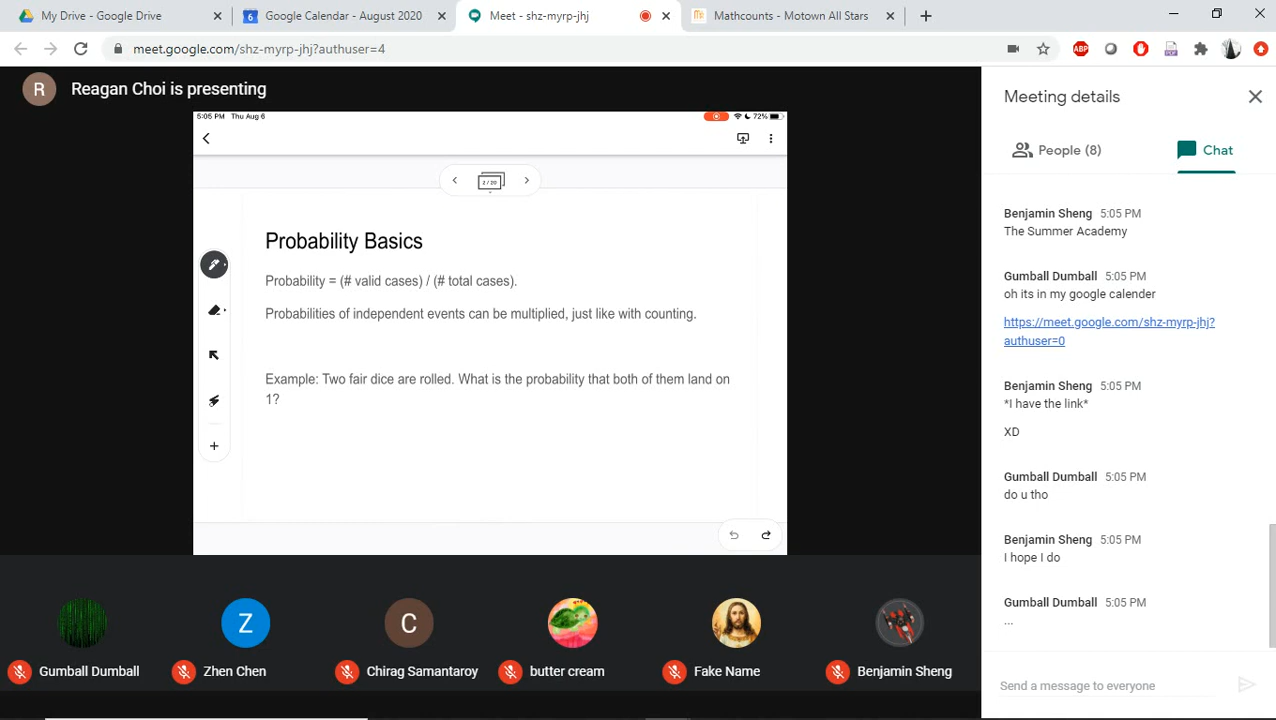 My Drive - Google Drive
Google Calendar - August 2020
Meet - shz-myrp-jhj
Mathcounts - Motown All Stars
meet.google.com/shz-myrp-jhj?authuser=4
ABP
R
Reagan Choi is presenting
5:05 PM Thu Aug 6
72%
2 / 20
Probability Basics
Probability = (# valid cases) / (# total cases).
Probabilities of independent events can be multiplied, just like with counting.
Example: Two fair dice are rolled. What is the probability that both of them land on
1?
Z
C
Gumball Dumball
Zhen Chen
Chirag Samantaroy
butter cream
Fake Name
Benjamin Sheng
Meeting details
People (8)
Chat
Benjamin Sheng 5:05 PM
The Summer Academy
Gumball Dumball 5:05 PM
oh its in my google calender
https://meet.google.com/shz-myrp-jhj?
authuser=0
Benjamin Sheng 5:05 PM
*I have the link*
XD
Gumball Dumball 5:05 PM
do u tho
Benjamin Sheng 5:05 PM
I hope I do
Gumball Dumball 5:05 PM
...
Send a message to everyone